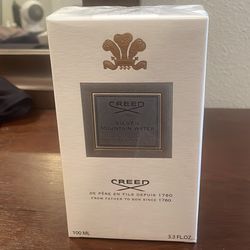 CREED
SILVER
MOUNTAIN WATER
CREED
DE PÈRE EN FILS DEPUIS 1760
FROM FATHER TO SON SINCE 1760
100 ML
3.3 FL.OZ.